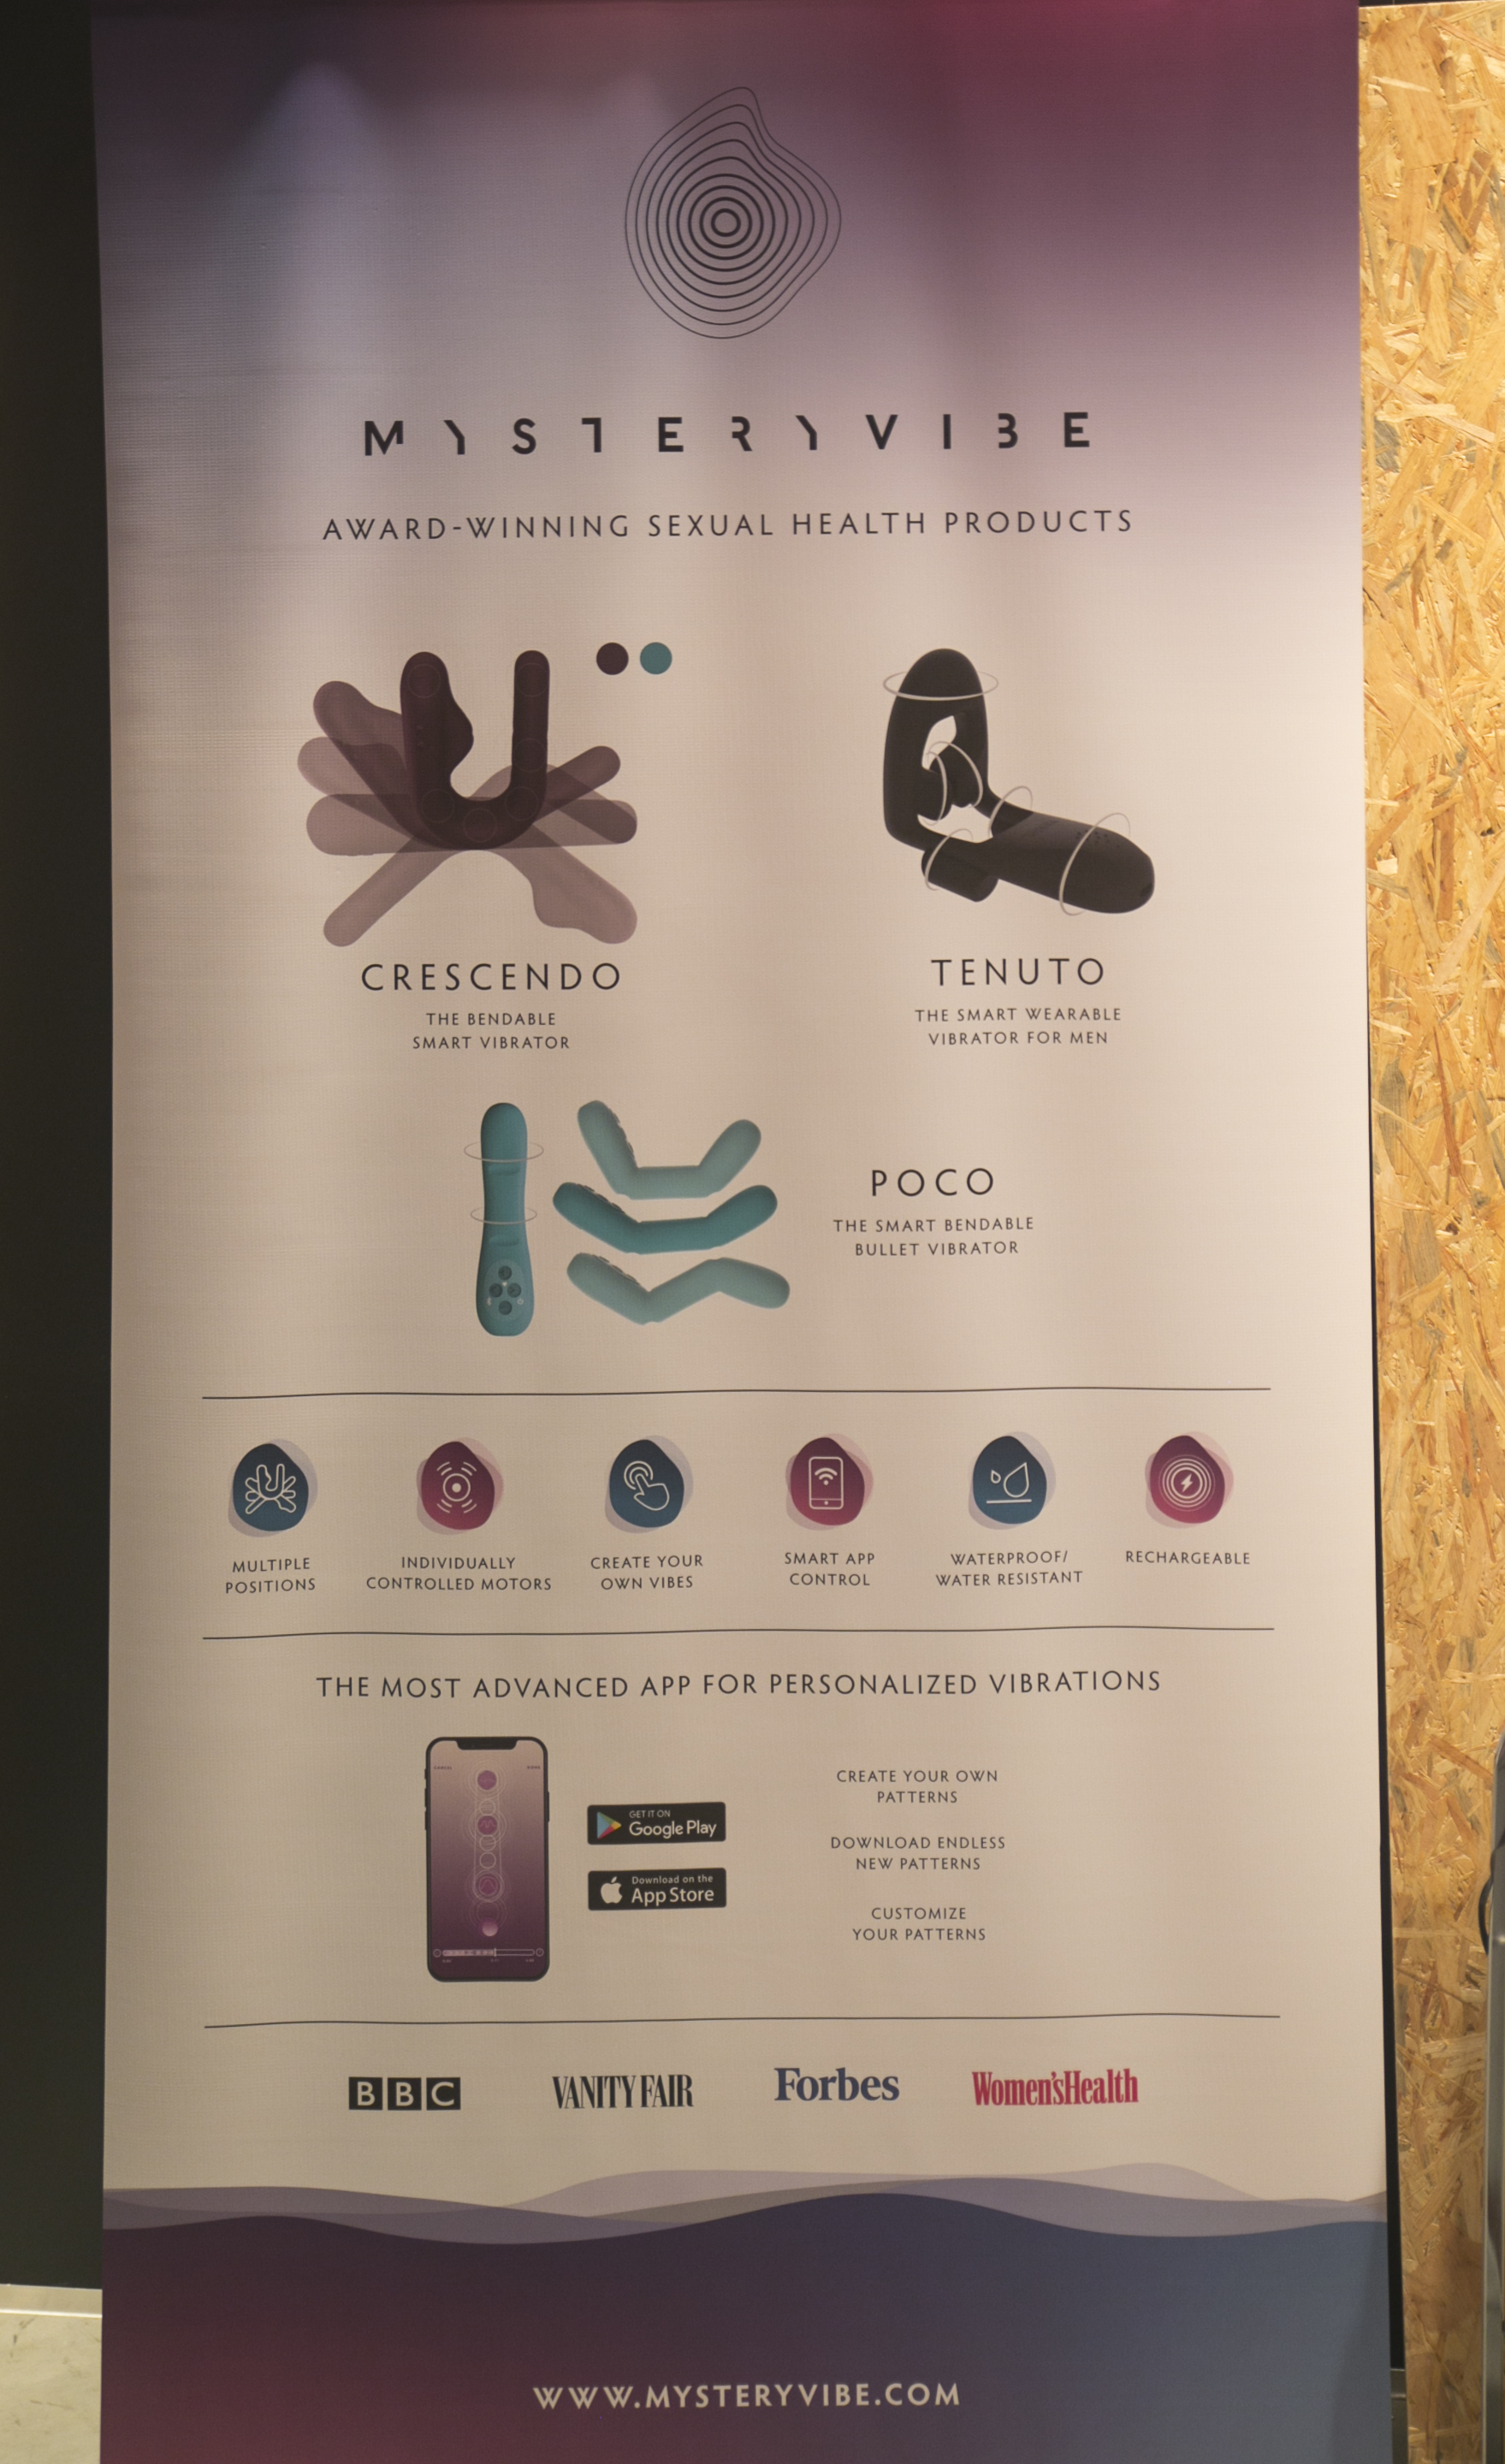 MYSTERYVIBE
AWARD-WINNING SEXUAL HEALTH PRODUCTS
CRESCENDO
THE BENDABLE
SMART VIBRATOR
TENUTO
THE SMART WEARABLE
VIBRATOR FOR MEN
POCO
THE SMART BENDABLE
BULLET VIBRATOR
MULTIPLE
POSITIONS
INDIVIDUALLY
CONTROLLED MOTORS
CREATE YOUR
OWN VIBES
SMART APP
CONTROL
WATERPROOF/
WATER RESISTANT
RECHARGEABLE
THE MOST ADVANCED APP FOR PERSONALIZED VIBRATIONS
GET IT ON
Google Play
Download on the
App Store
CREATE YOUR OWN
PATTERNS
DOWNLOAD ENDLESS
NEW PATTERNS
CUSTOMIZE
YOUR PATTERNS
BBC
VANITY FAIR
Forbes
Women'sHealth
WWW.MYSTERYVIBE.COM